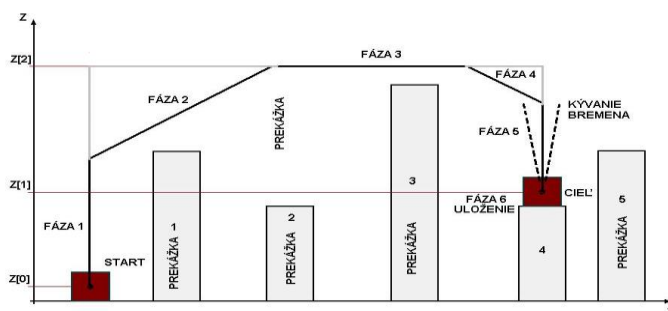 Z
Z[2]
FÁZA 3
FÁZA 2
FÁZA 4
PREKÁŽKA
FÁZA 5
KÝVANIE
BREMENA
Z[1]
1
PREKÁŽKA
2
PREKÁŽKA
3
PREKÁŽKA
FÁZA 6
ULOŽENIE
CIEĽ
4
5
PREKÁŽKA
FÁZA 1
START
Z[0]